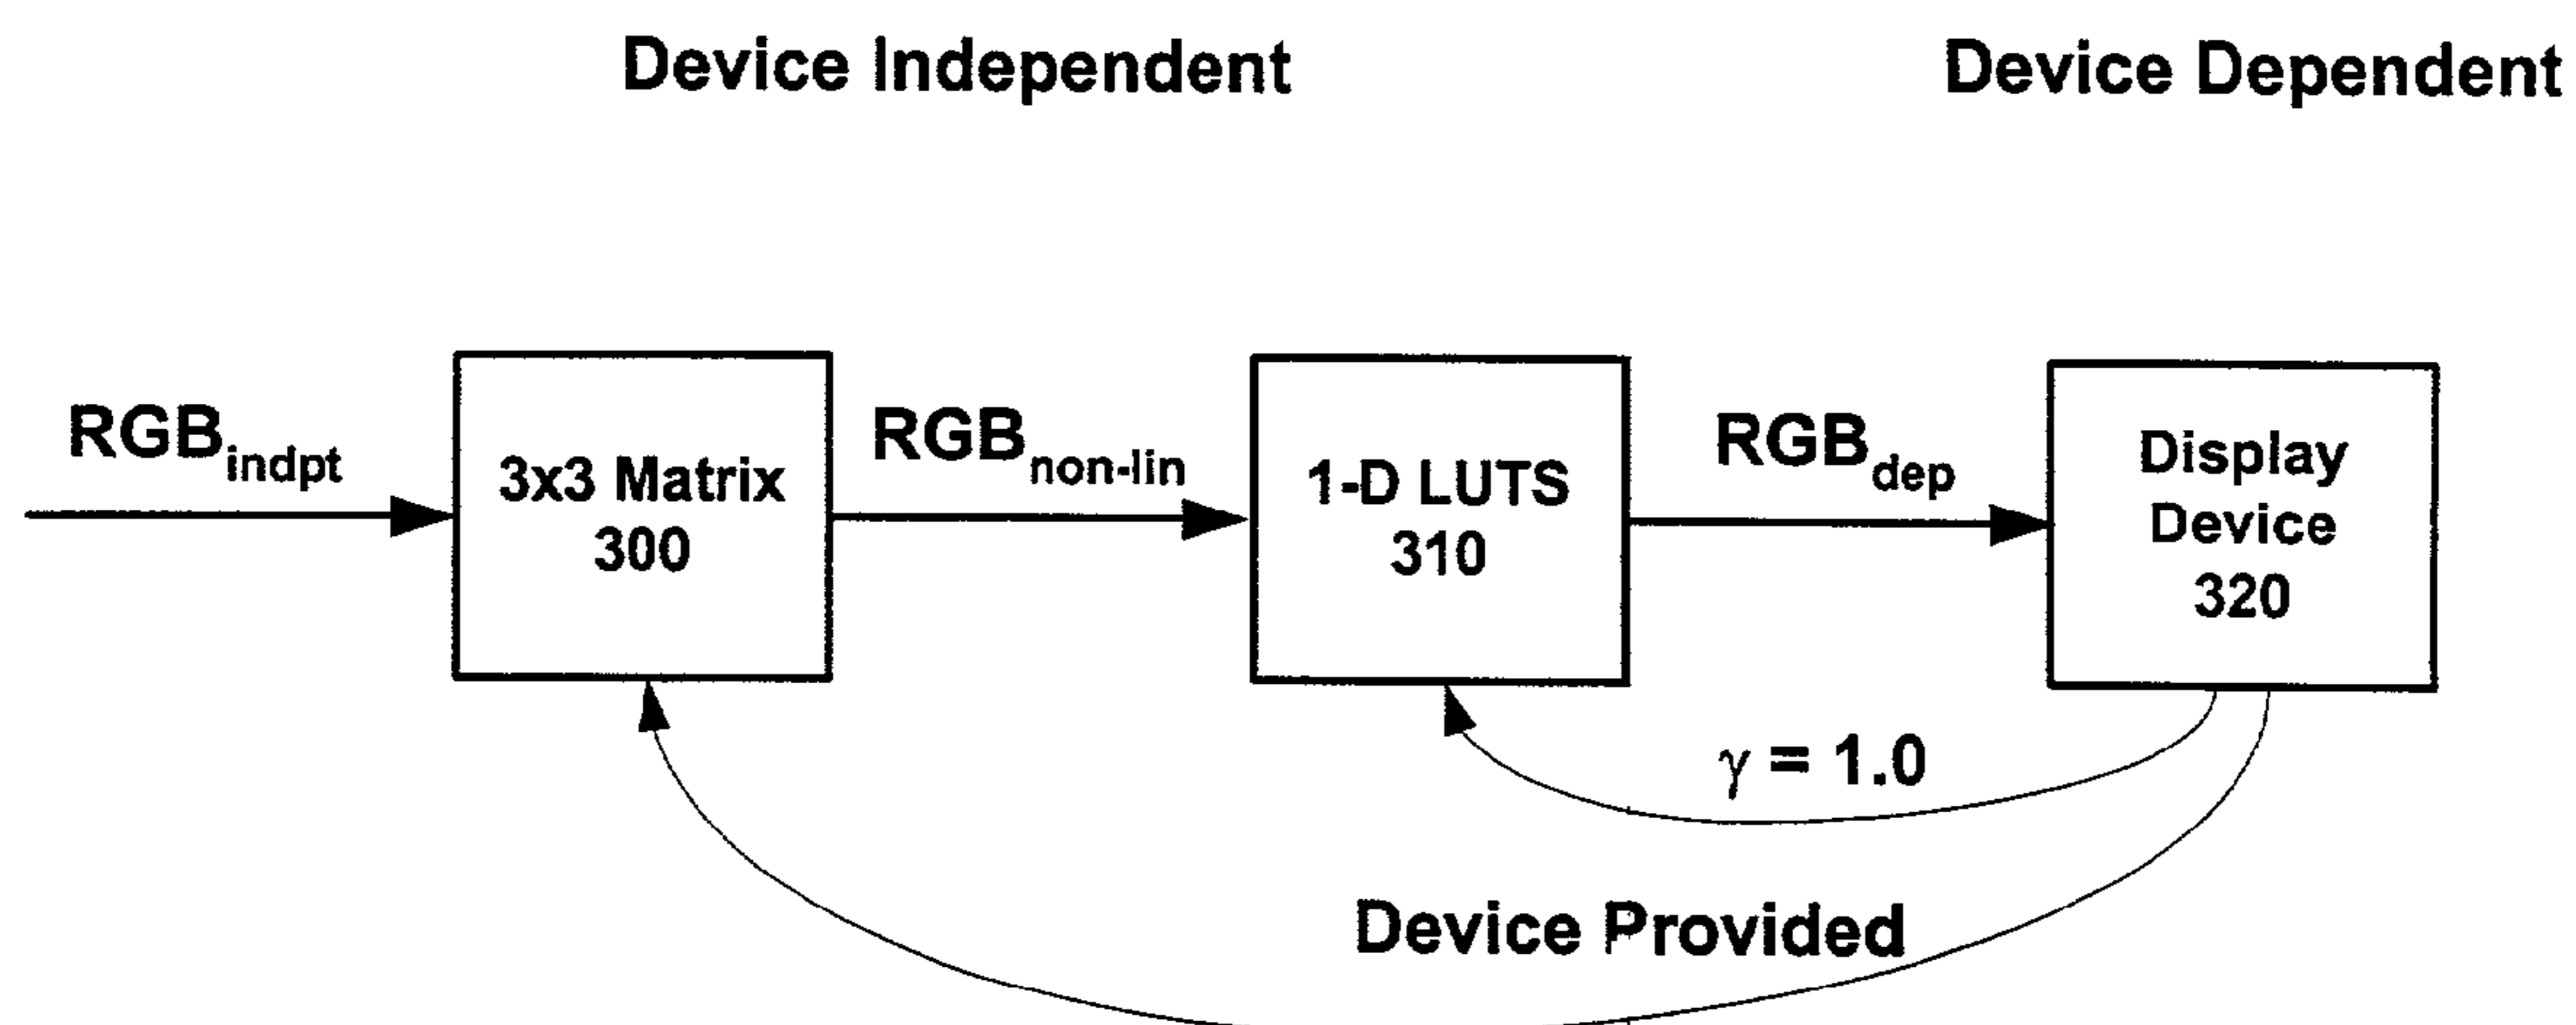 Device Independent
Device Dependent
RGBindpt
3x3 Matrix
300
RGBnon-lin
1-D LUTS
310
RGBdep
Display
Device
320
γ = 1.0
Device Provided